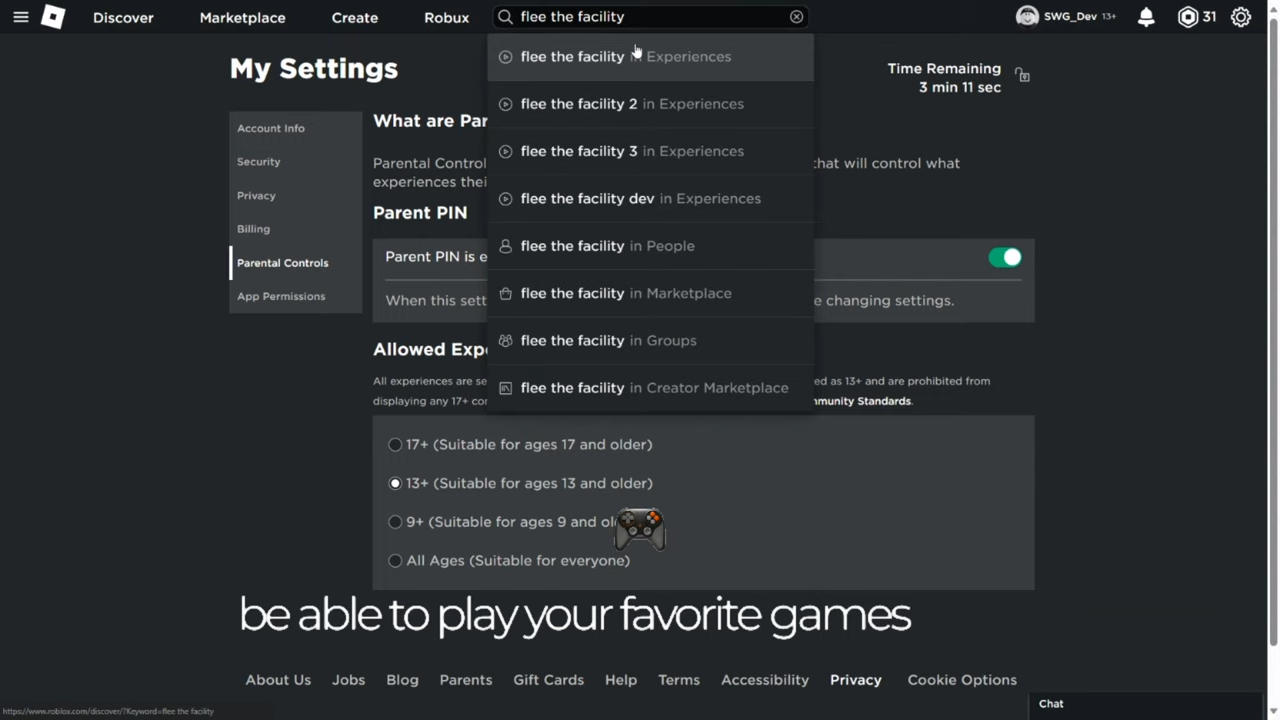 Discover
Marketplace
Create
Robux
flee the facility
SWG_Dev 13+
31
flee the facility in Experiences
flee the facility 2 in Experiences
flee the facility 3 in Experiences
flee the facility dev in Experiences
flee the facility in People
flee the facility in Marketplace
flee the facility in Groups
flee the facility in Creator Marketplace
My Settings
Time Remaining
3 min 11 sec
Account Info
Security
Privacy
Billing
Parental Controls
App Permissions
What are Par
Parental Control that will control what
experiences thei
Parent PIN
Parent PIN is e
When this sett e changing settings.
Allowed Exp
All experiences are se ed as 13+ and are prohibited from
displaying any 17+ co mmunity Standards.
17+ (Suitable for ages 17 and older)
13+ (Suitable for ages 13 and older)
9+ (Suitable for ages 9 and ol
All Ages (Suitable for everyone)
be able to play your favorite games
About Us
Jobs
Blog
Parents
Gift Cards
Help
Terms
Accessibility
Privacy
Cookie Options
Chat
https://www.roblox.com/discover/?Keyword=flee the facility